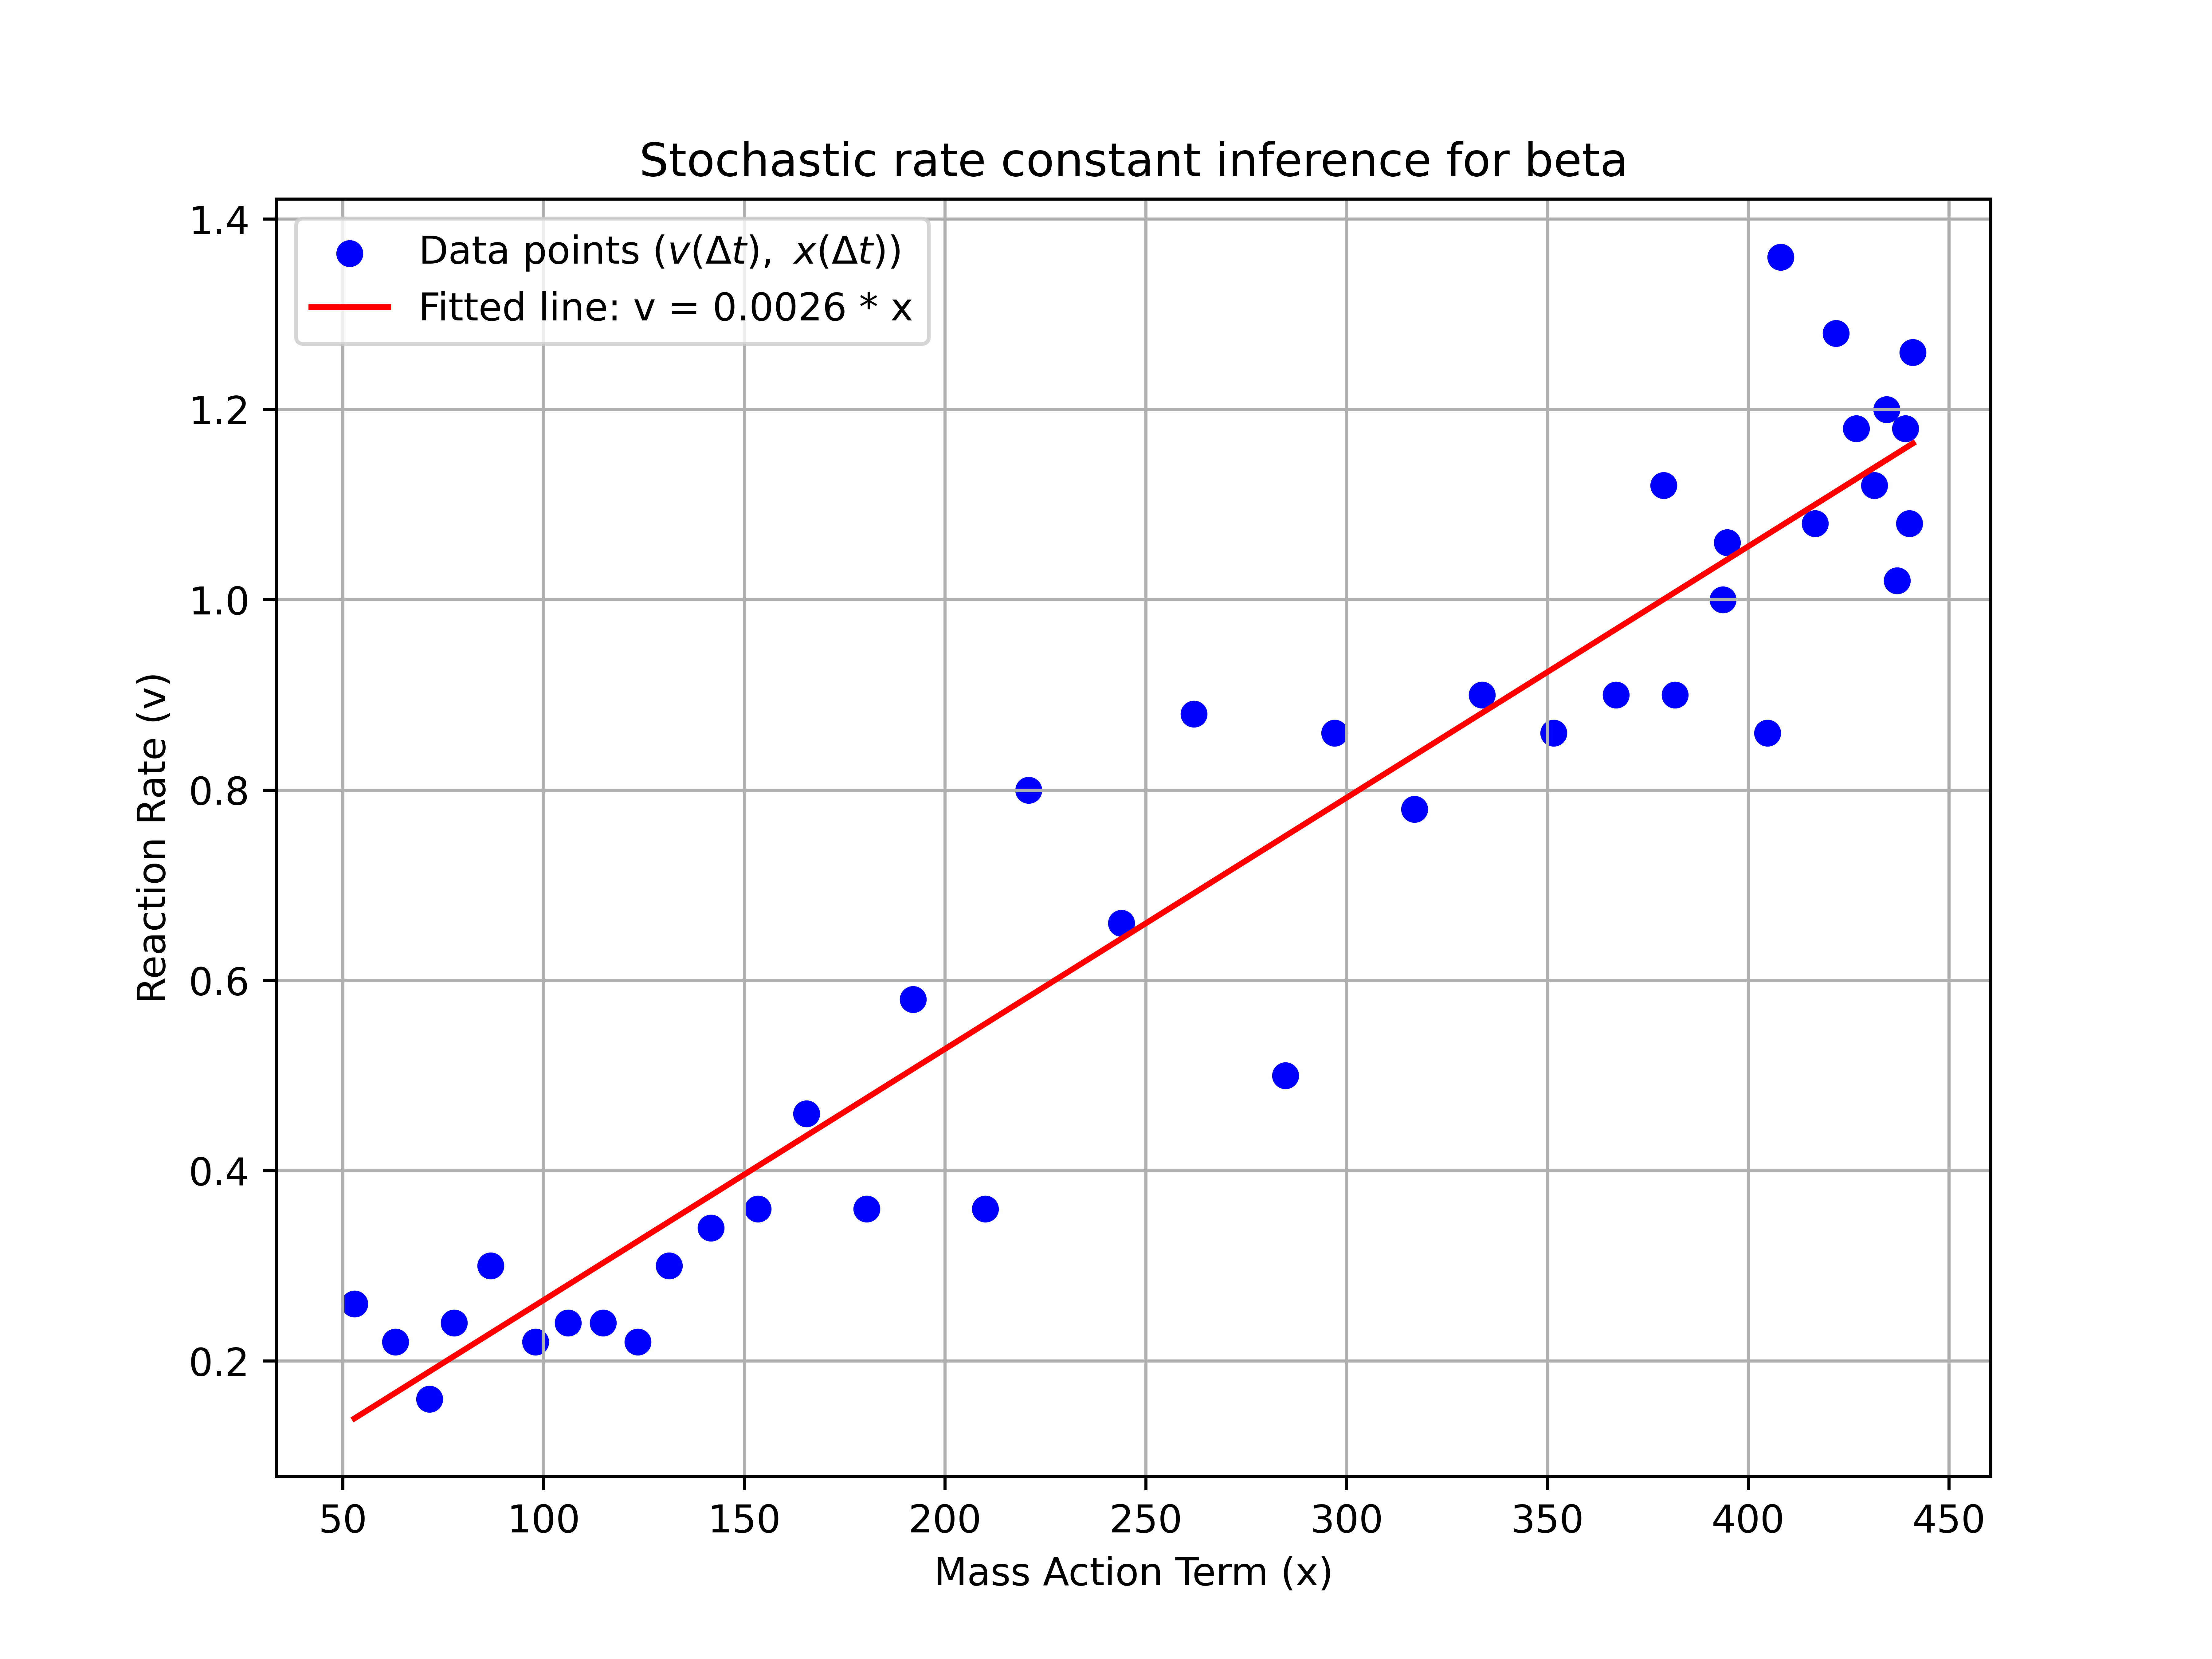 Stochastic rate constant inference for beta
Data points (v(Δt), x(Δt))
Fitted line: v = 0.0026 * x
1.4
1.2
1.0
0.8
0.6
0.4
0.2
Reaction Rate (v)
50 100 150 200 250 300 350 400 450
Mass Action Term (x)